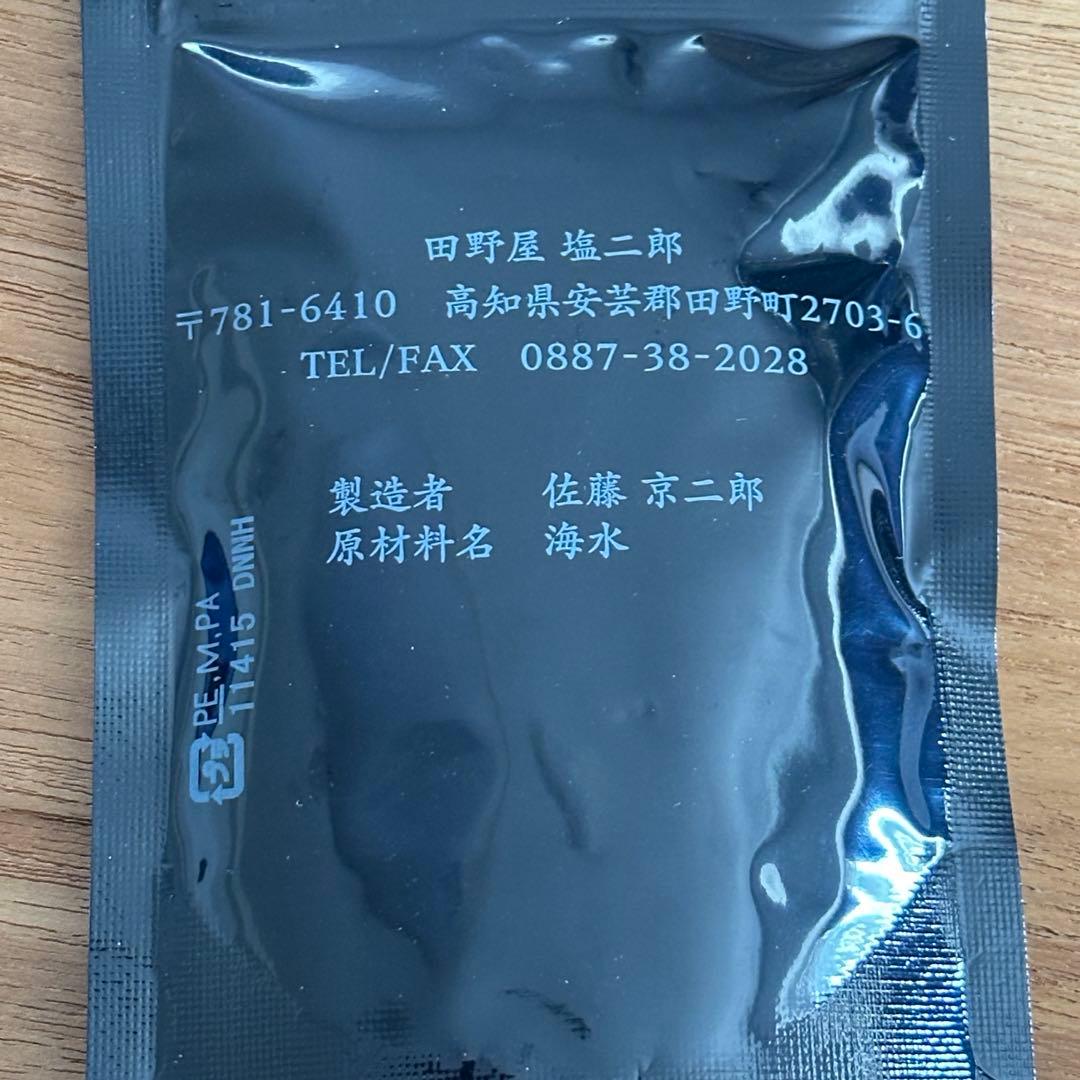 田野屋 塩二郎
〒781-6410 高知県安芸郡田野町2703-6
TEL/FAX 0887-38-2028
製造者 佐藤 京二郎
原材料名 海水
プラ PE,M,PA
11415 DNNH